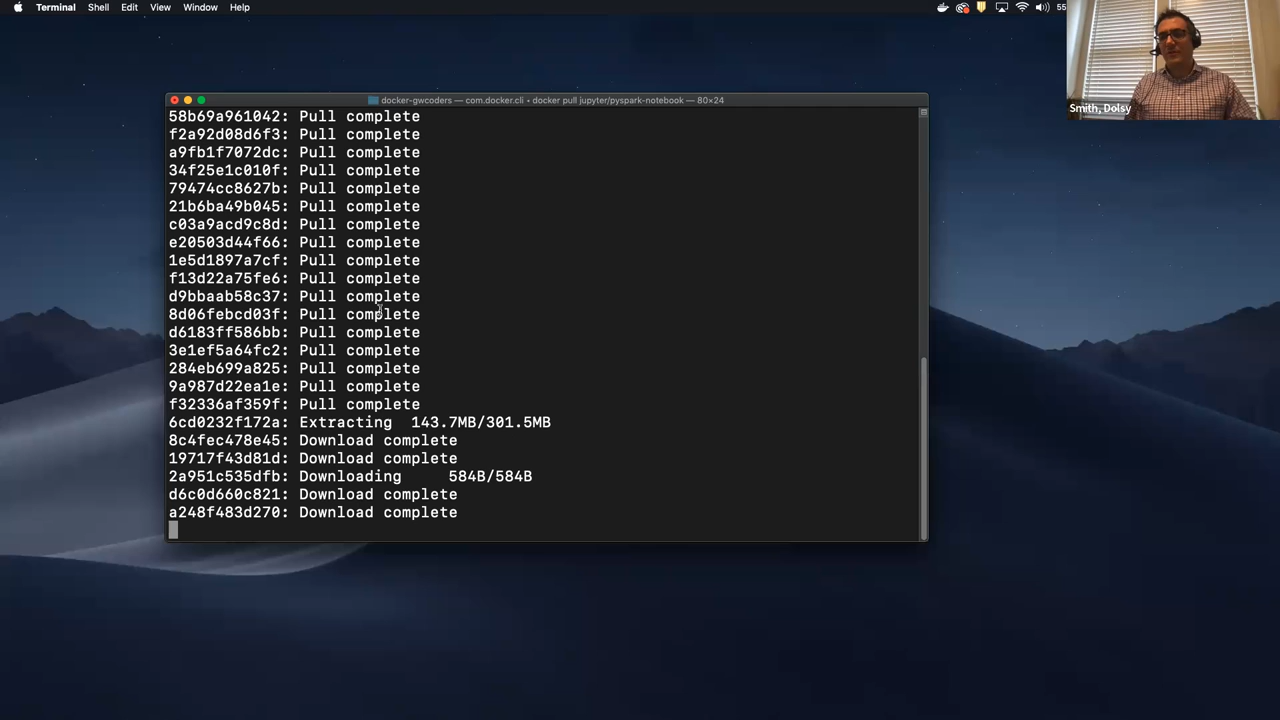 Terminal Shell Edit View Window Help 55
docker-gwcoders — com.docker.cli • docker pull jupyter/pyspark-notebook — 80×24
58b69a961042: Pull complete
f2a92d08d6f3: Pull complete
a9fb1f7072dc: Pull complete
34f25e1c010f: Pull complete
79474cc8627b: Pull complete
21b6ba49b045: Pull complete
c03a9acd9c8d: Pull complete
e20503d44f66: Pull complete
1e5d1897a7cf: Pull complete
f13d22a75fe6: Pull complete
d9bbaab58c37: Pull complete
8d06febcd03f: Pull complete
d6183ff586bb: Pull complete
3e1ef5a64fc2: Pull complete
284eb699a825: Pull complete
9a987d22ea1e: Pull complete
f32336af359f: Pull complete
6cd0232f172a: Extracting 143.7MB/301.5MB
8c4fec478e45: Download complete
19717f43d81d: Download complete
2a951c535dfb: Downloading 584B/584B
d6c0d660c821: Download complete
a248f483d270: Download complete
Smith, Dolsy